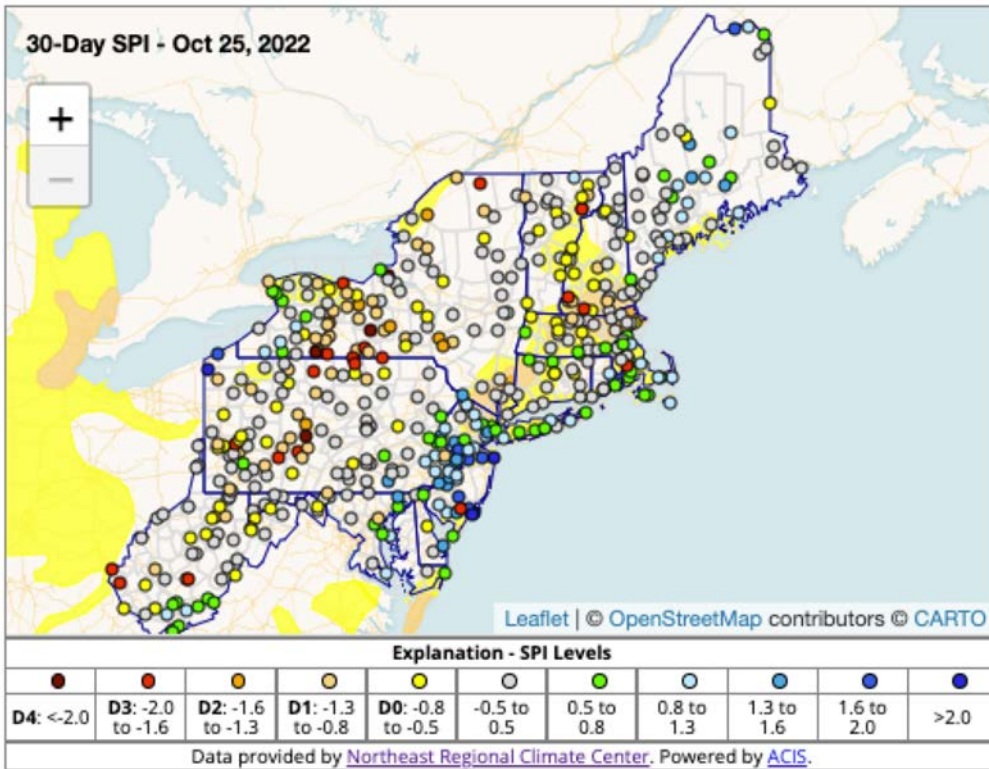 30-Day SPI - Oct 25, 2022
+
−
Leaflet | © OpenStreetMap contributors © CARTO
Explanation - SPI Levels
D4: <-2.0
D3: -2.0 to -1.6
D2: -1.6 to -1.3
D1: -1.3 to -0.8
D0: -0.8 to -0.5
-0.5 to 0.5
0.5 to 0.8
0.8 to 1.3
1.3 to 1.6
1.6 to 2.0
>2.0
Data provided by Northeast Regional Climate Center. Powered by ACIS.